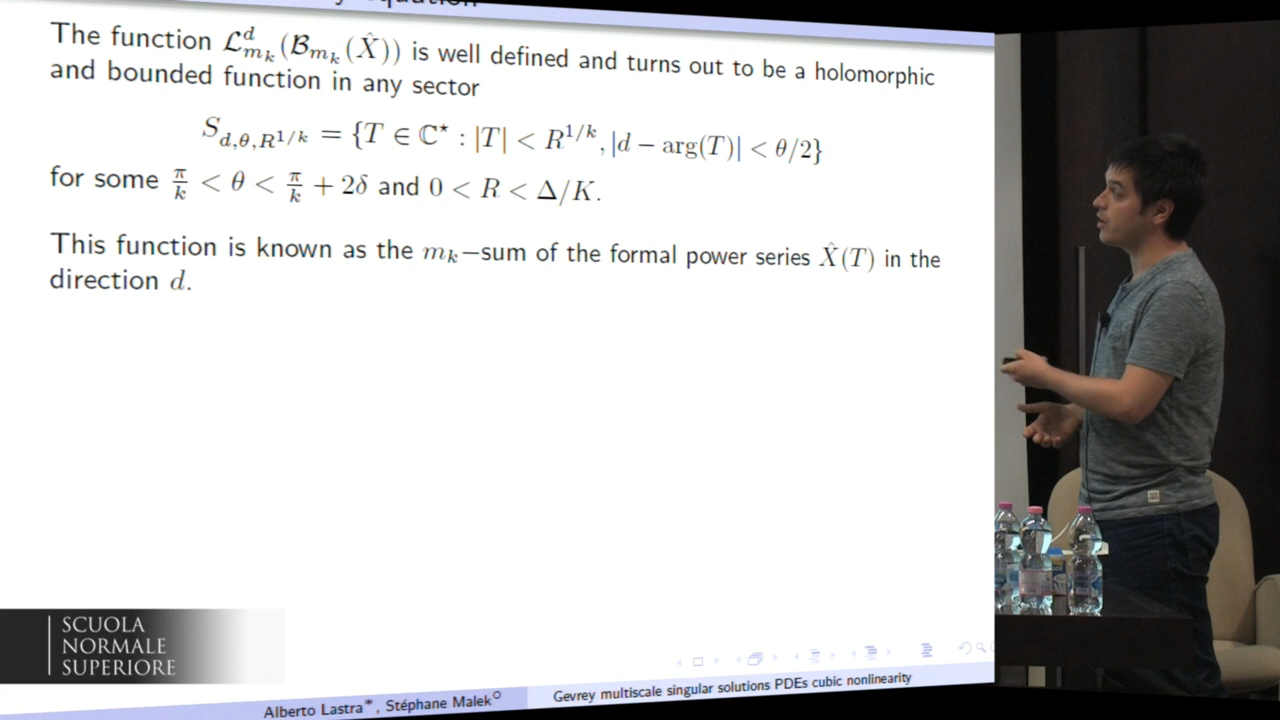 The function $\mathcal{L}^d_{m_k}(\mathcal{B}_{m_k}(\hat{X}))$ is well defined and turns out to be a holomorphic
and bounded function in any sector
$S_{d,\theta,R^{1/k}} = \{T \in \mathbb{C}^\star : |T| < R^{1/k}, |d - \arg(T)| < \theta/2\}$
for some $\frac{\pi}{k} < \theta < \frac{\pi}{k} + 2\delta$ and $0 < R < \Delta/K$.
This function is known as the $m_k$−sum of the formal power series $\hat{X}(T)$ in the
direction $d$.
SCUOLA
NORMALE
SUPERIORE
Alberto Lastra*, Stéphane Malek○
Gevrey multiscale singular solutions PDEs cubic nonlinearity